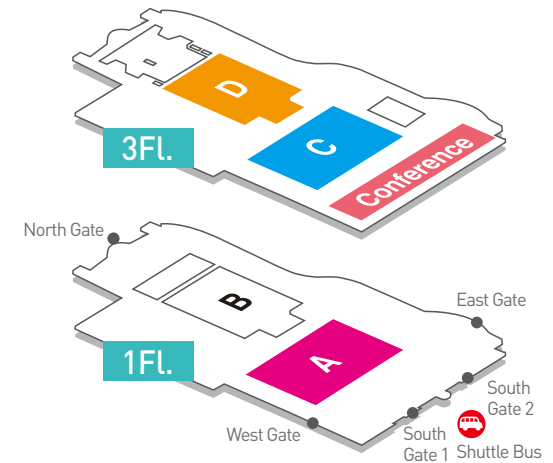 D
C
3Fl.
Conference
North Gate
B
East Gate
A
1Fl.
South
Gate 2
West Gate
South
Gate 1
Shuttle Bus